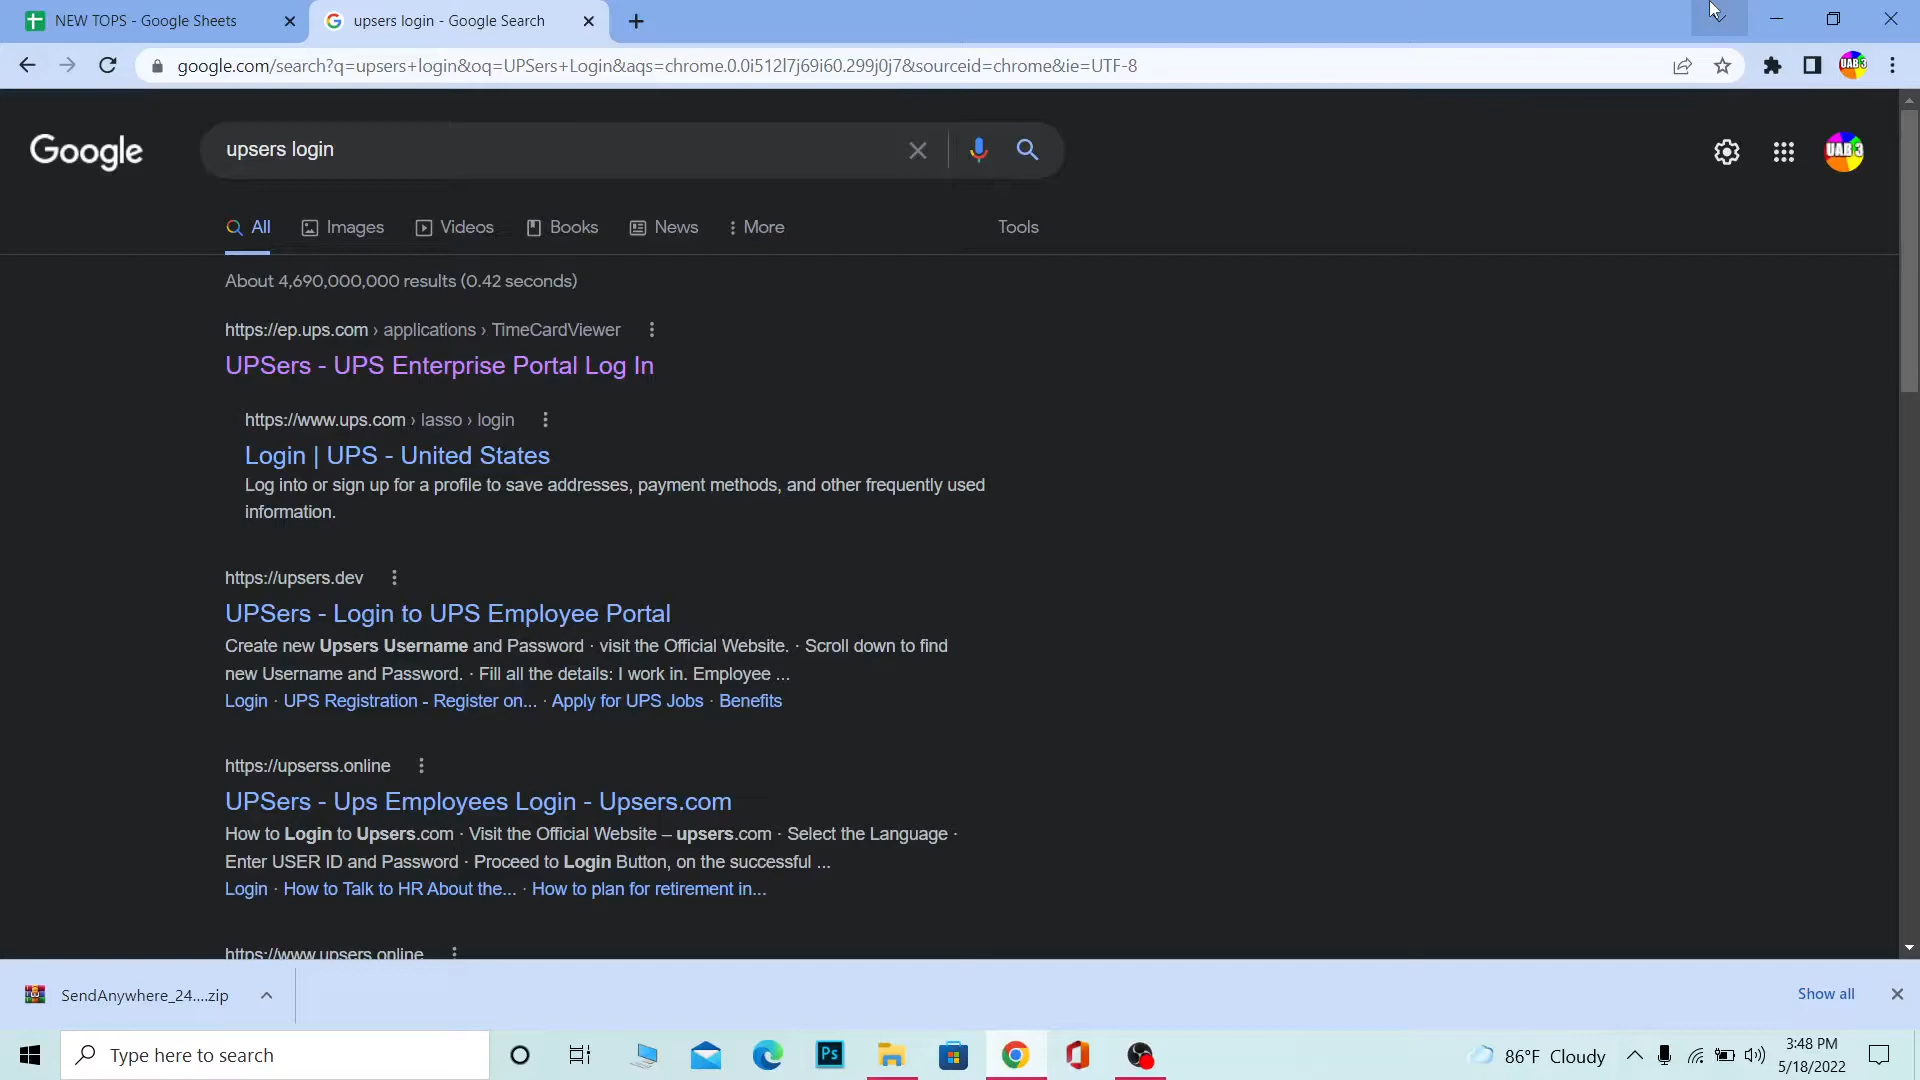 NEW TOPS - Google Sheets
upsers login - Google Search
google.com/search?q=upsers+login&oq=UPSers+Login&aqs=chrome.0.0i512l7j69i60.299j0j7&sourceid=chrome&ie=UTF-8
UAB 3
Google
upsers login
UAB 3
All Images Videos Books News More Tools
About 4,690,000,000 results (0.42 seconds)
https://ep.ups.com › applications › TimeCardViewer
UPSers - UPS Enterprise Portal Log In
https://www.ups.com › lasso › login
Login | UPS - United States
Log into or sign up for a profile to save addresses, payment methods, and other frequently used
information.
https://upsers.dev
UPSers - Login to UPS Employee Portal
Create new Upsers Username and Password · visit the Official Website. · Scroll down to find
new Username and Password. · Fill all the details: I work in. Employee ...
Login · UPS Registration - Register on... · Apply for UPS Jobs · Benefits
https://upserss.online
UPSers - Ups Employees Login - Upsers.com
How to Login to Upsers.com · Visit the Official Website – upsers.com · Select the Language ·
Enter USER ID and Password · Proceed to Login Button, on the successful ...
Login · How to Talk to HR About the... · How to plan for retirement in...
https://www.upsers.online
SendAnywhere_24....zip
Show all
Type here to search
Ps
86°F Cloudy
3:48 PM
5/18/2022